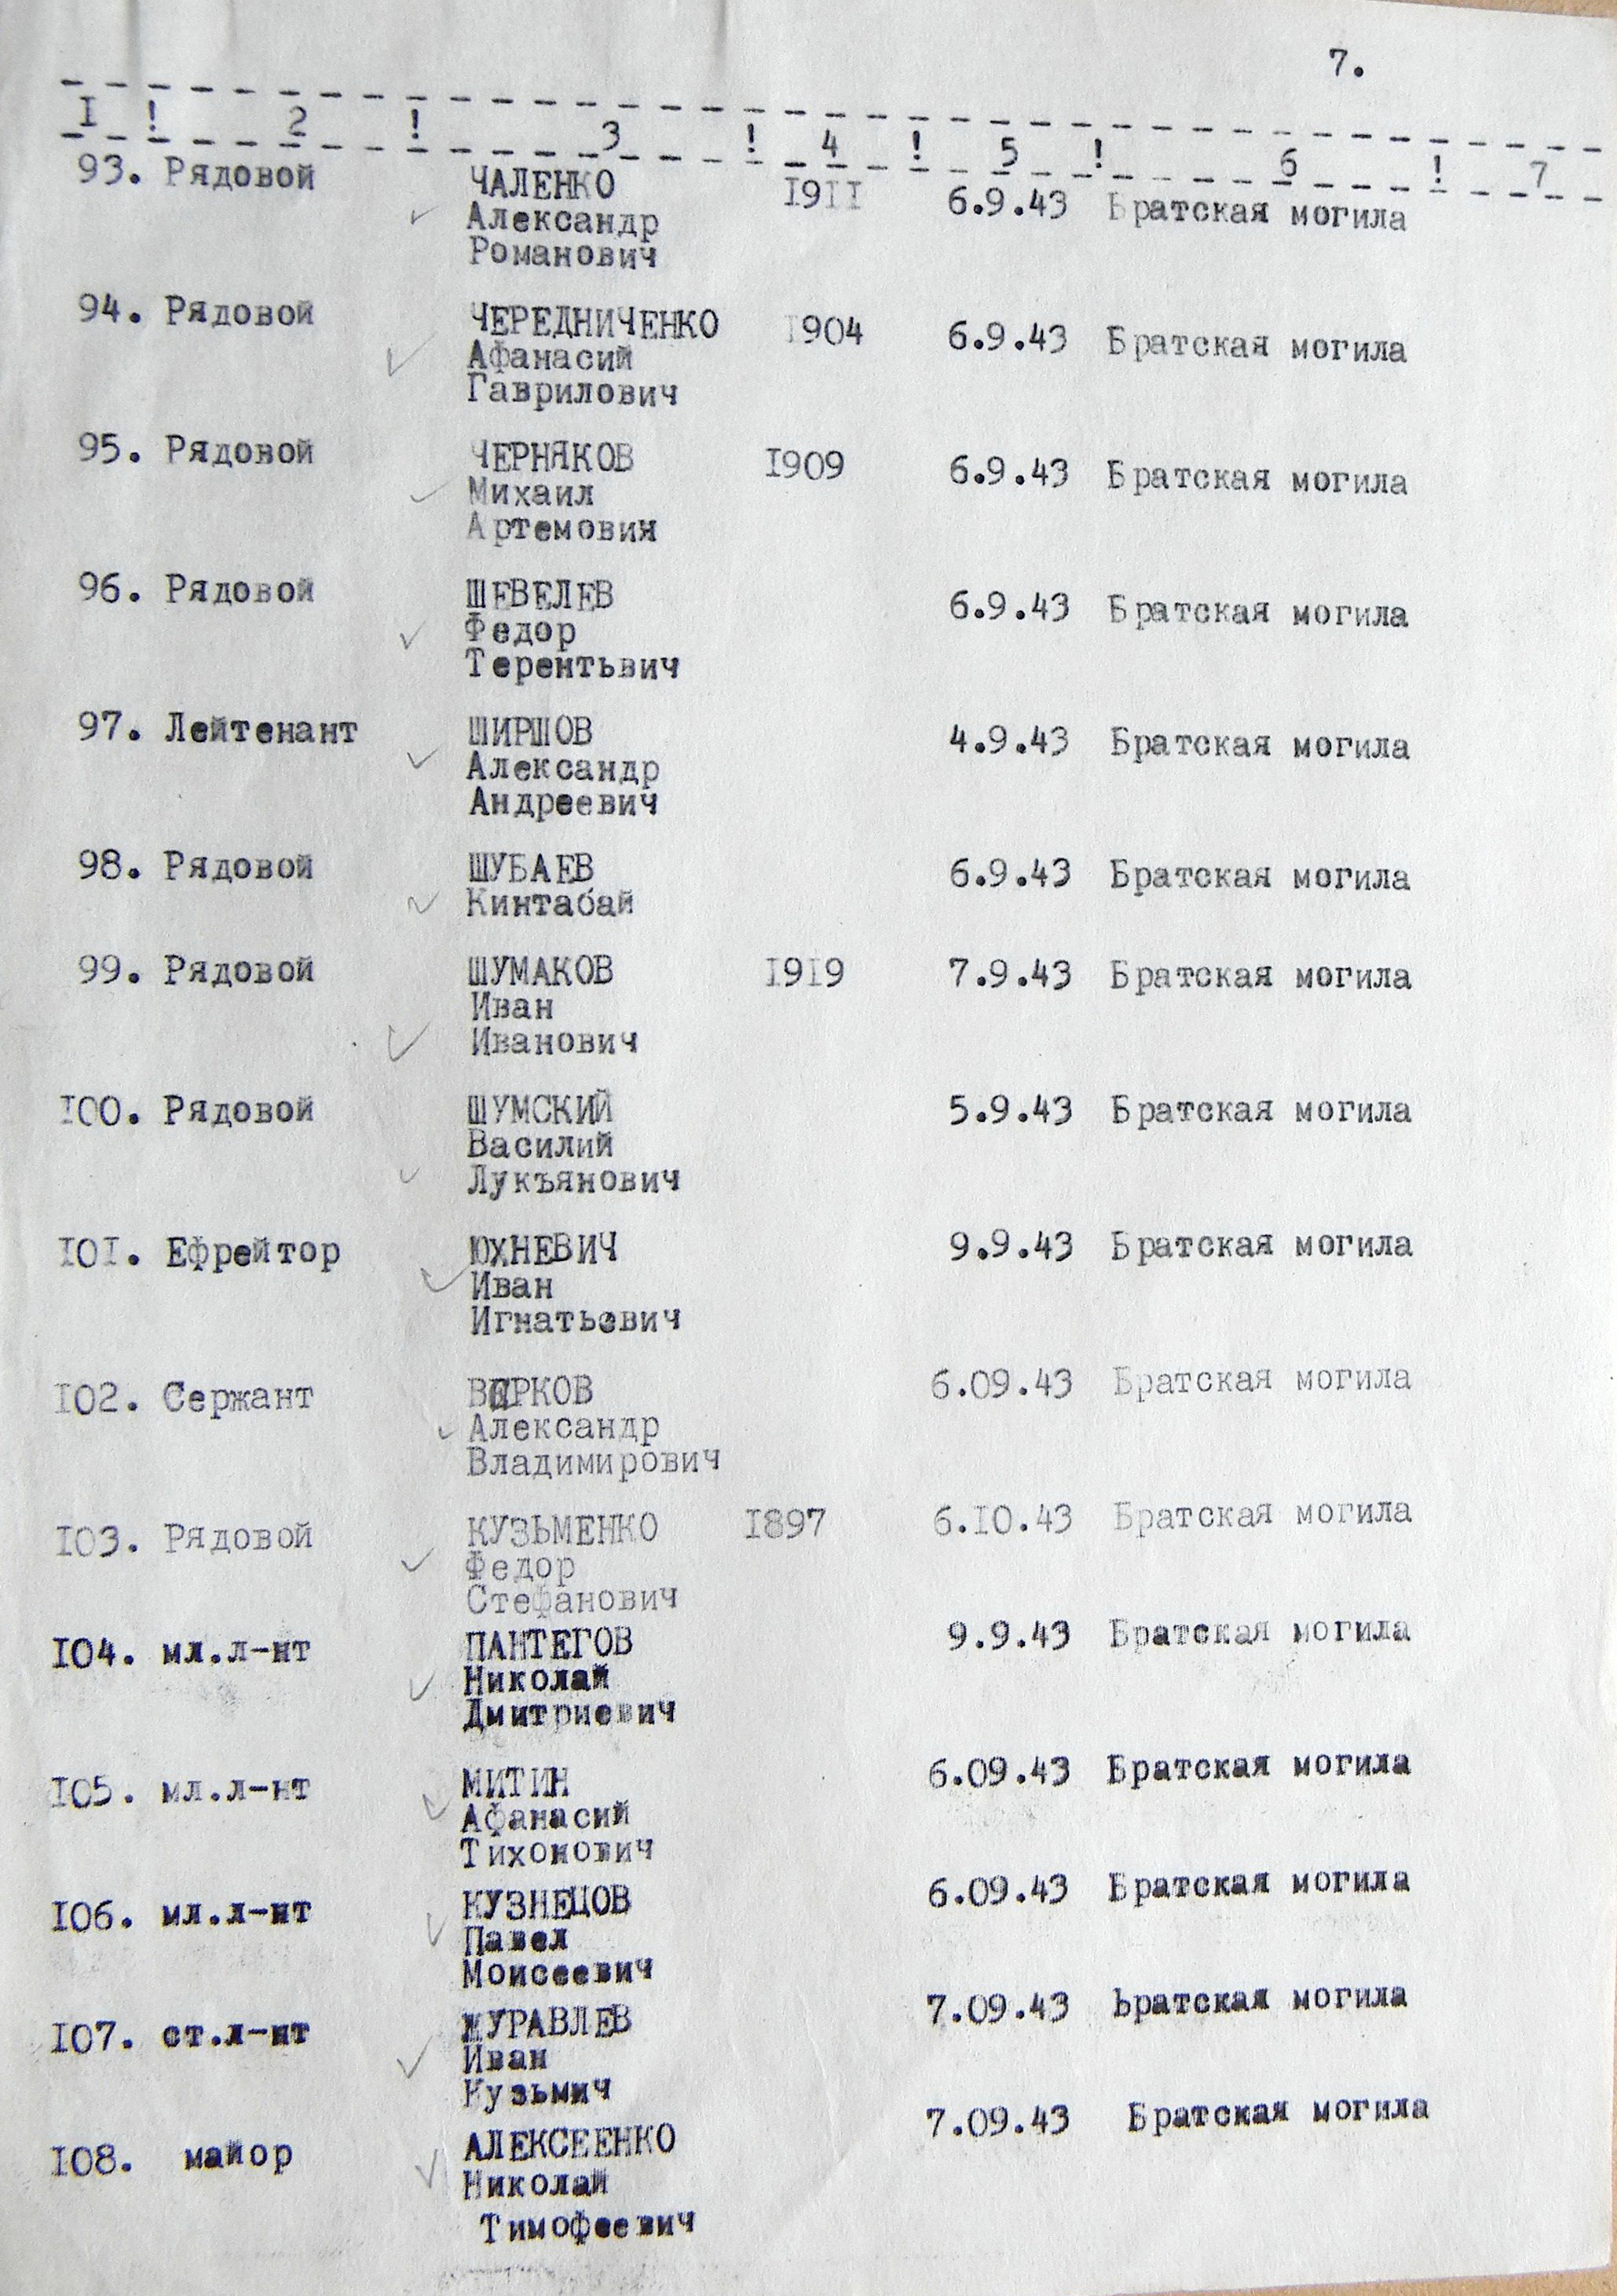 7.
I ! 2 ! 3 ! 4 ! 5 ! 6 ! 7
93. Рядовой ЧАЛЕНКО 1911 6.9.43 Братская могила
Александр
Романович
94. Рядовой ЧЕРЕДНИЧЕНКО 1904 6.9.43 Братская могила
Афанасий
Гаврилович
95. Рядовой ЧЕРНЯКОВ I909 6.9.43 Братская могила
Михаил
Артемовия
96. Рядовой ШЕВЕЛЕВ 6.9.43 Братская могила
Федор
Терентьвич
97. Лейтенант ШИРШОВ 4.9.43 Братская могила
Александр
Андреевич
98. Рядовой ШУБАЕВ 6.9.43 Братская могила
Кинтабай
99. Рядовой ШУМАКОВ I9I9 7.9.43 Братская могила
Иван
Иванович
I00. Рядовой ШУМСКИЙ 5.9.43 Братская могила
Василий
Лукъянович
I0I. Ефрейтор ЮХНЕВИЧ 9.9.43 Братская могила
Иван
Игнатьевич
I02. Сержант 6.09.43 Братская могила
Александр
Владимирович
I03. Рядовой КУЗЬМЕНКО I897 6.I0.43 Братская могила
Федор
Стефанович
I04. мл.л-нт ПАНТЕГОВ 9.9.43 Братская могила
Николай
Дмитриевич
I05. мл.л-нт МИТИН 6.09.43 Братская могила
Афанасий
Тихонович
I06. мл.л-нт КУЗНЕЦОВ 6.09.43 Братская могила
Павел
Моисеевич
I07. ст.л-нт ЖУРАВЛЕВ 7.09.43 Братская могила
Иван
Кузьмич
I08. майор АЛЕКСЕЕНКО 7.09.43 Братская могила
Николай
Тимофеевич